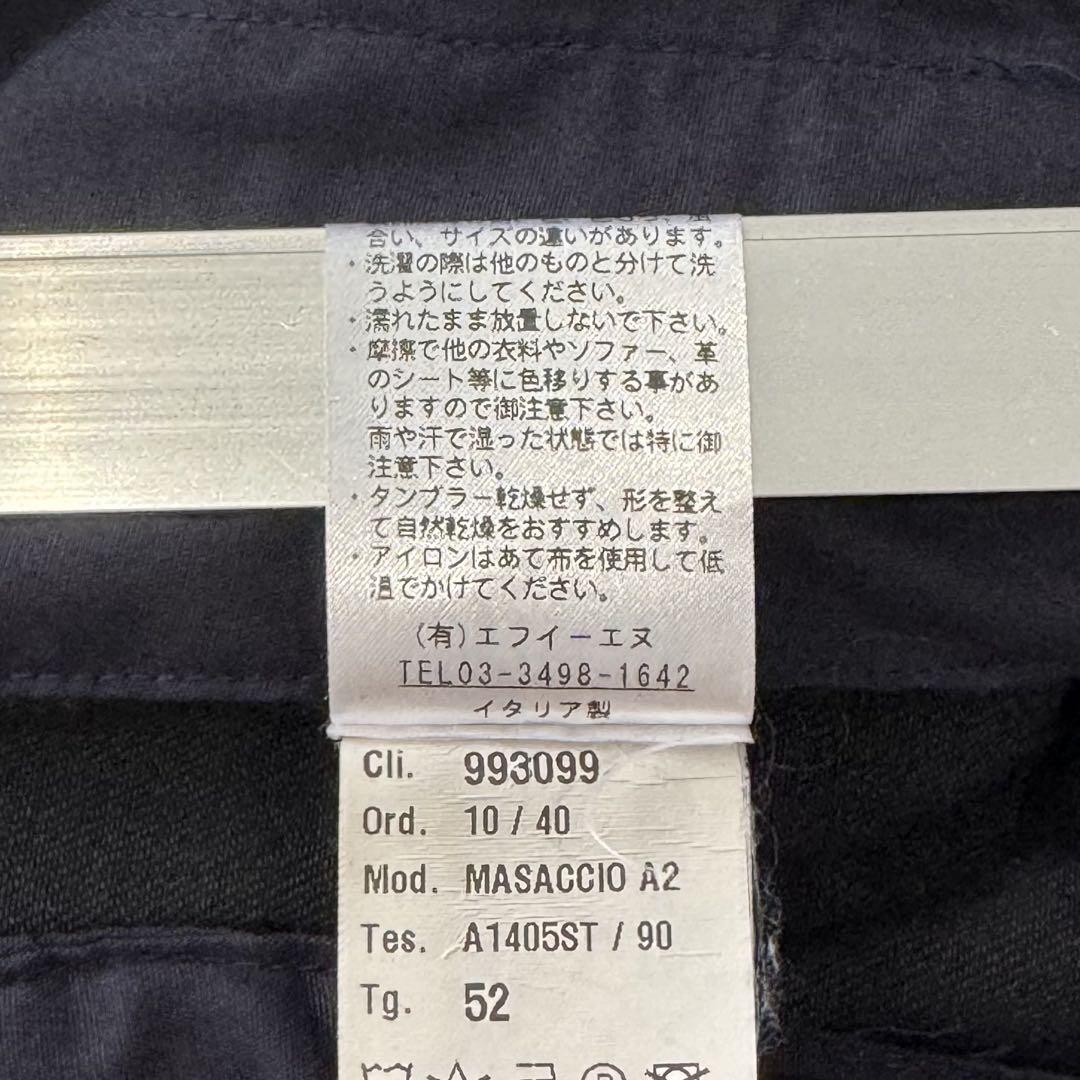 合い、サイズの違いがあります。
・洗濯の際は他のものと分けて洗
うようにしてください。
・濡れたまま放置しないで下さい。
・摩擦で他の衣料やソファー、革
のシート等に色移りする事があ
りますので御注意下さい。
雨や汗で湿った状態では特に御
注意下さい。
・タンブラー乾燥せず、形を整え
て自然乾燥をおすすめします。
・アイロンはあて布を使用して低
温でかけてください。
(有)エフイーエヌ
TEL03-3498-1642
イタリア製
Cli. 993099
Ord. 10 / 40
Mod. MASACCIO A2
Tes. A1405ST / 90
Tg. 52